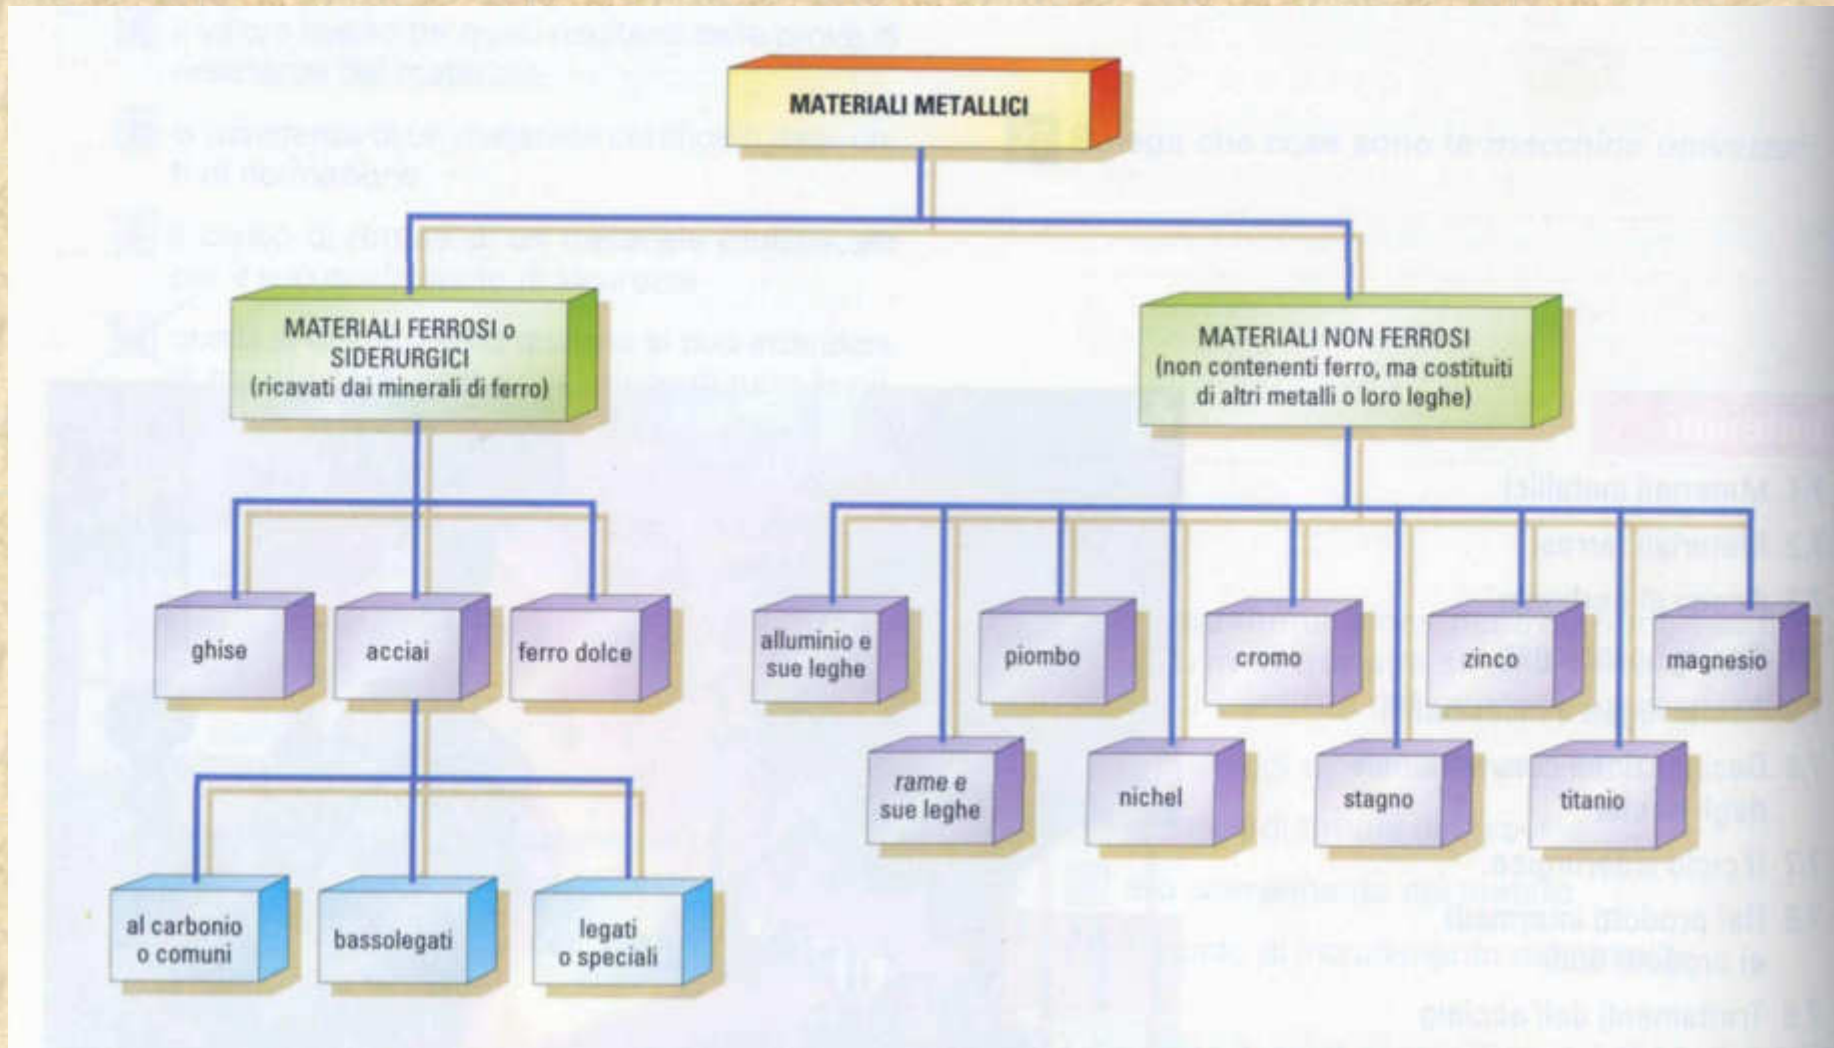 MATERIALI METALLICI
MATERIALI FERROSI o
SIDERURGICI
(ricavati dai minerali di ferro)
MATERIALI NON FERROSI
(non contenenti ferro, ma costituiti
di altri metalli o loro leghe)
ghise
acciai
ferro dolce
alluminio e
sue leghe
piombo
cromo
zinco
magnesio
rame e
sue leghe
nichel
stagno
titanio
al carbonio
o comuni
bassolegati
legati
o speciali